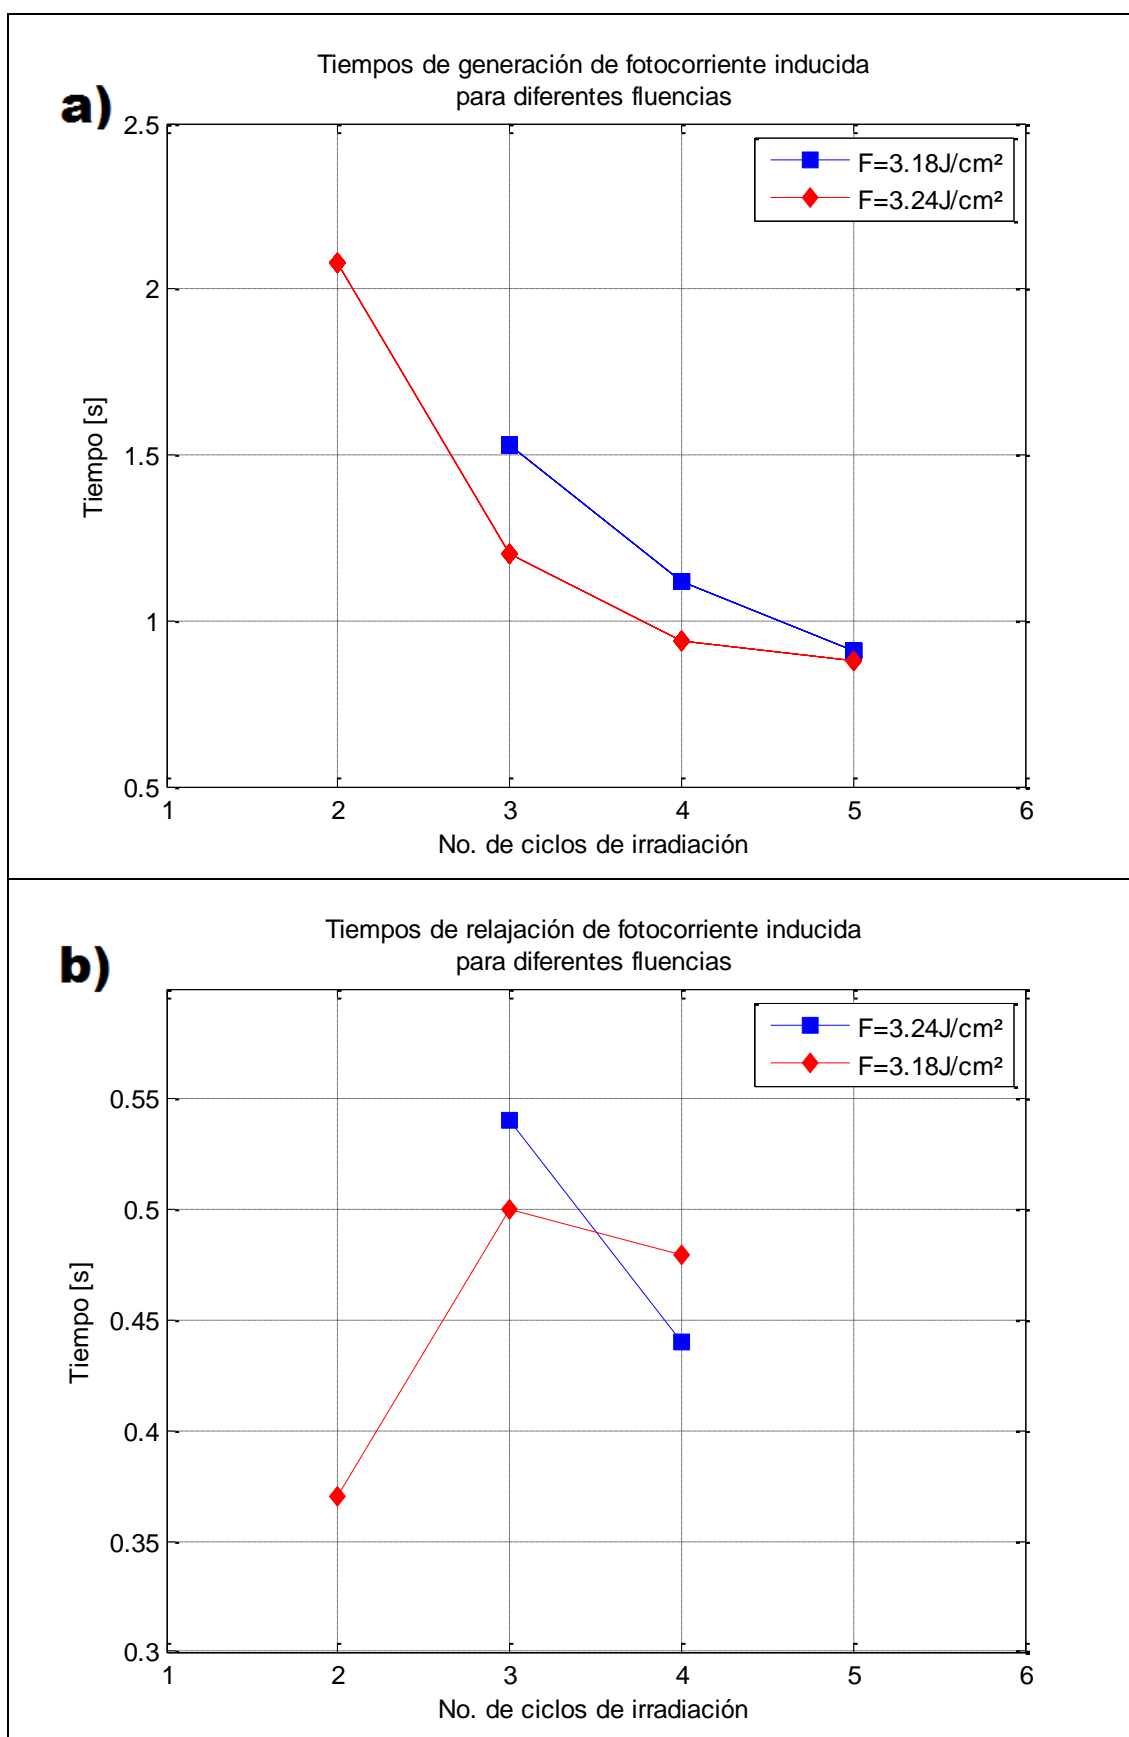 a)
Tiempos de generación de fotocorriente inducida
para diferentes fluencias
F=3.18J/cm²
F=3.24J/cm²
2.5
2
1.5
1
0.5
Tiempo [s]
1 2 3 4 5 6
No. de ciclos de irradiación
b)
Tiempos de relajación de fotocorriente inducida
para diferentes fluencias
F=3.24J/cm²
F=3.18J/cm²
0.55
0.5
0.45
0.4
0.35
0.3
Tiempo [s]
1 2 3 4 5 6
No. de ciclos de irradiación